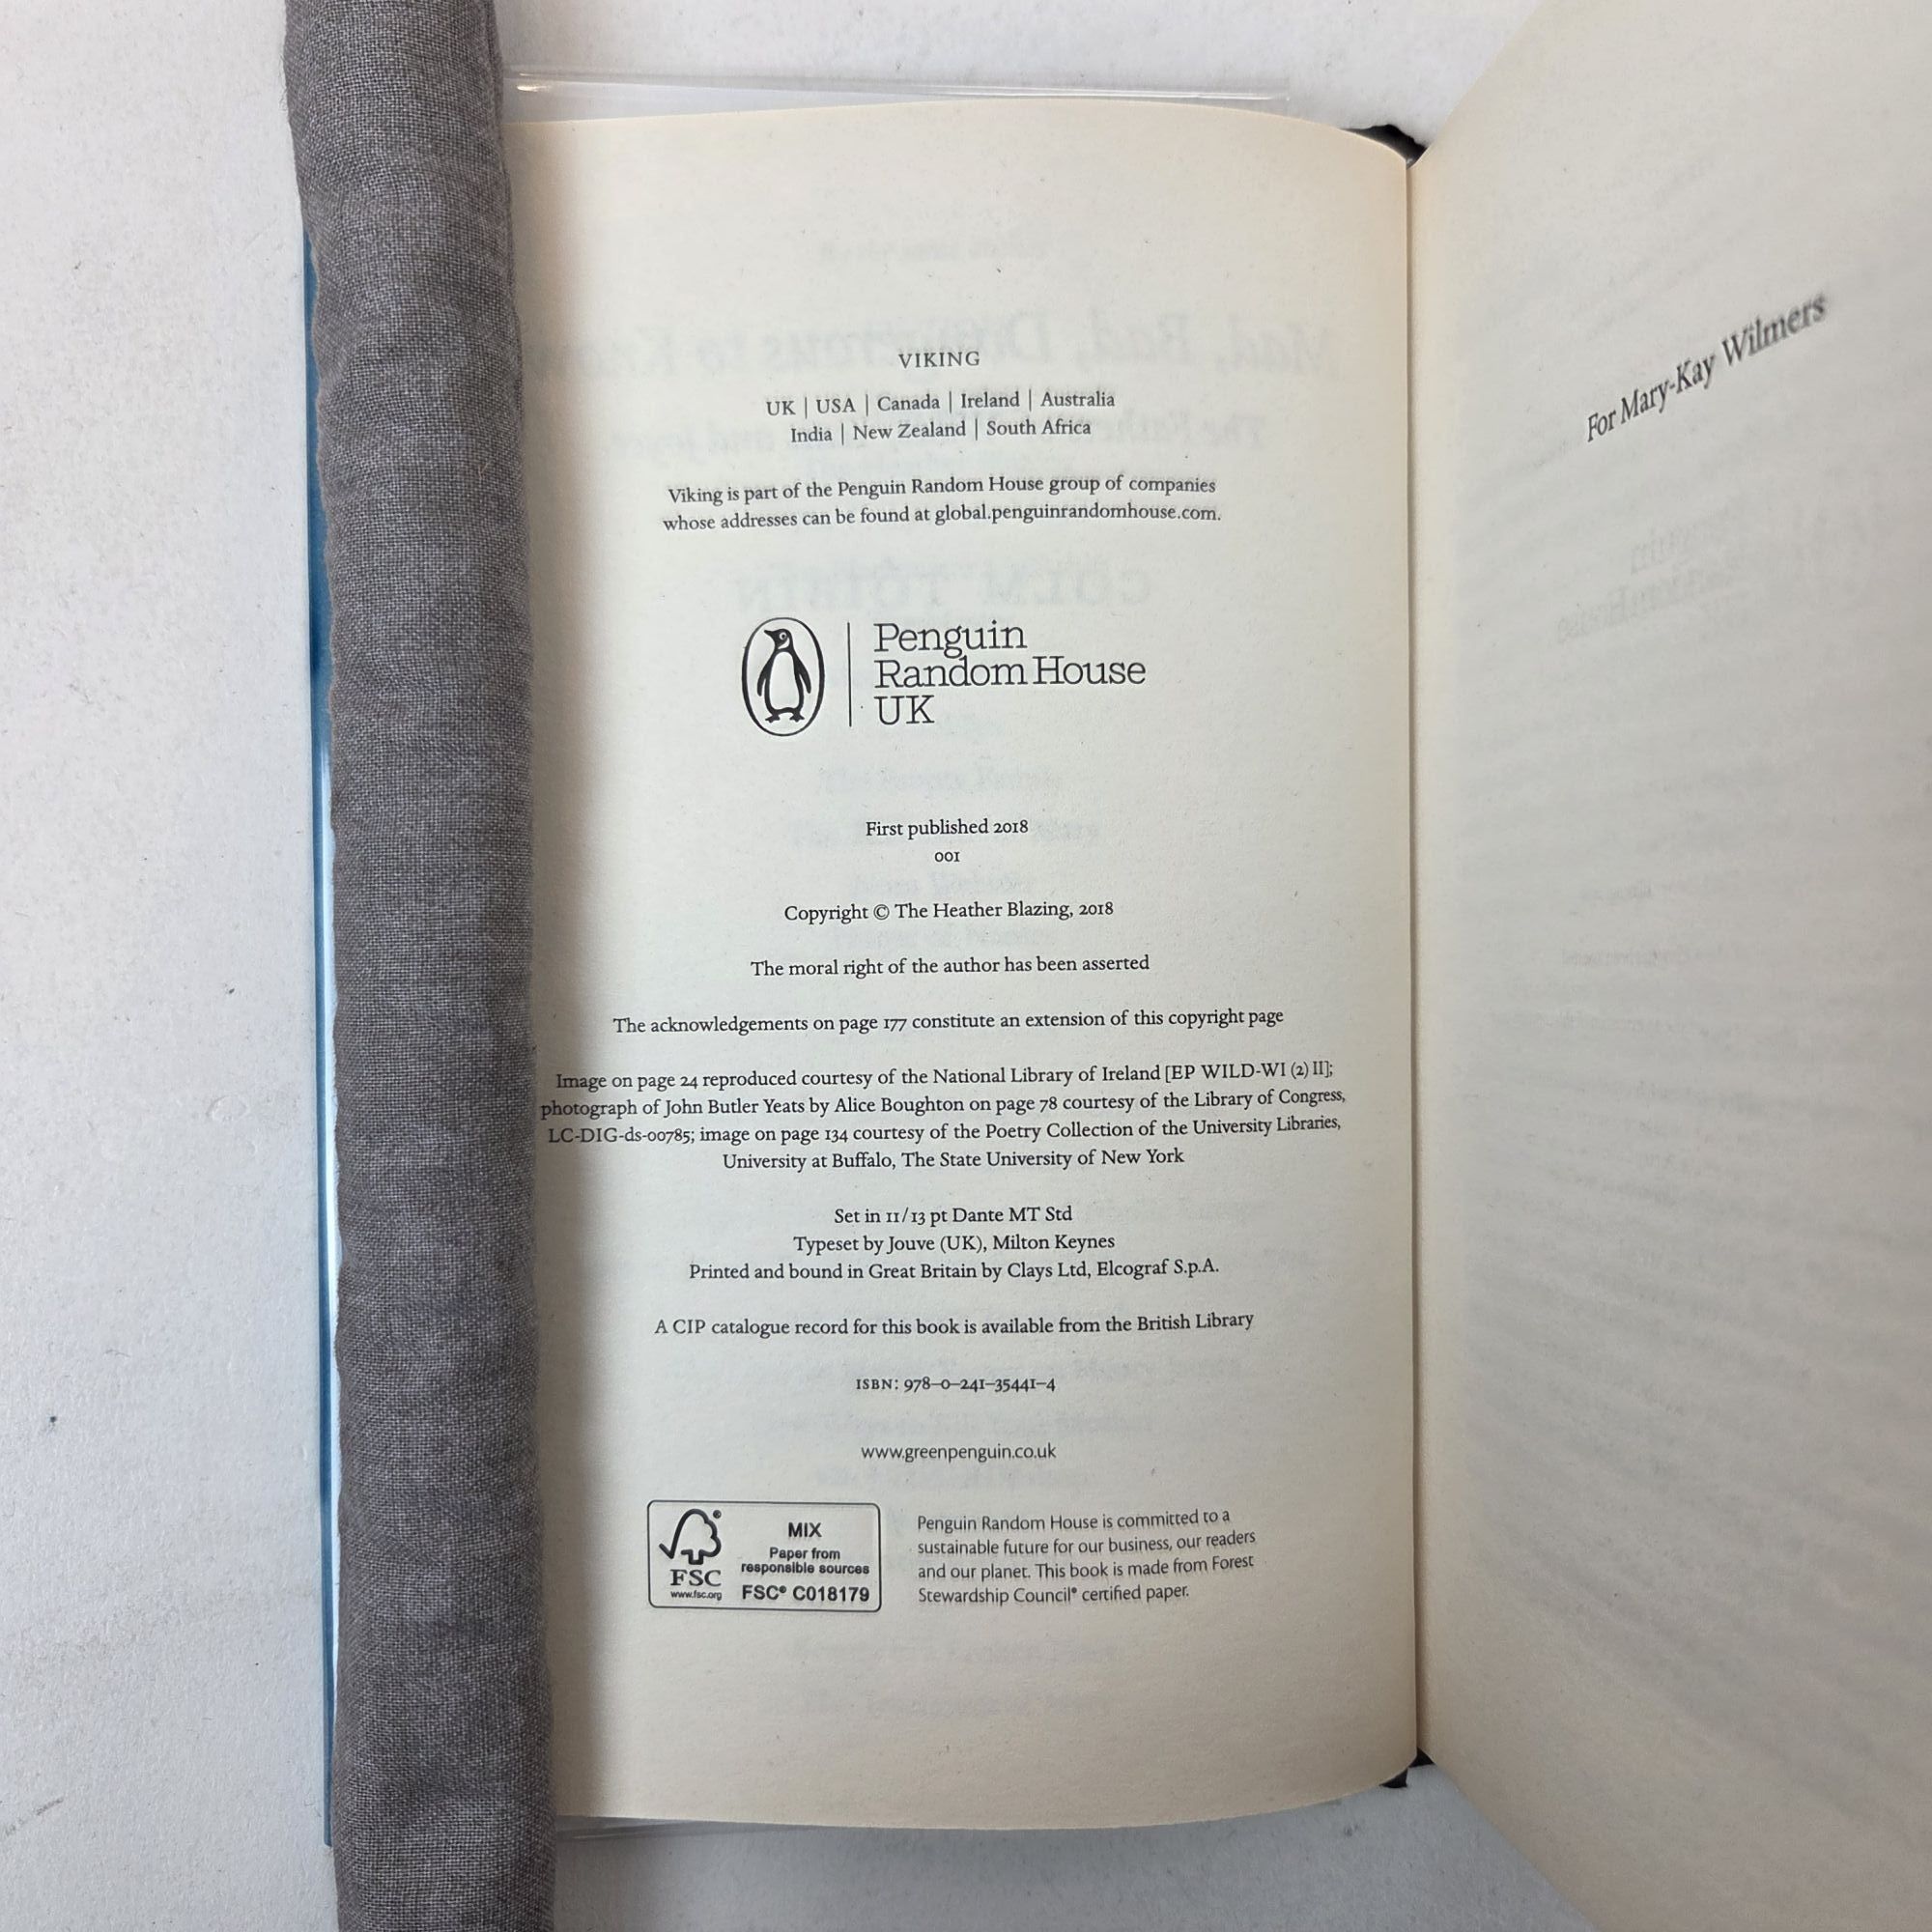 VIKING
UK | USA | Canada | Ireland | Australia
India | New Zealand | South Africa
Viking is part of the Penguin Random House group of companies
whose addresses can be found at global.penguinrandomhouse.com.
Penguin
Random House
UK
First published 2018
001
Copyright © The Heather Blazing, 2018
The moral right of the author has been asserted
The acknowledgements on page 177 constitute an extension of this copyright page
Image on page 24 reproduced courtesy of the National Library of Ireland [EP WILD-WI (2) II];
photograph of John Butler Yeats by Alice Boughton on page 78 courtesy of the Library of Congress,
LC-DIG-ds-00785; image on page 134 courtesy of the Poetry Collection of the University Libraries,
University at Buffalo, The State University of New York
Set in 11/13 pt Dante MT Std
Typeset by Jouve (UK), Milton Keynes
Printed and bound in Great Britain by Clays Ltd, Elcograf S.p.A.
A CIP catalogue record for this book is available from the British Library
ISBN: 978–0–241–35441–4
www.greenpenguin.co.uk
FSC
www.fsc.org
MIX
Paper from
responsible sources
FSC® C018179
Penguin Random House is committed to a
sustainable future for our business, our readers
and our planet. This book is made from Forest
Stewardship Council® certified paper.
For Mary-Kay Wilmers